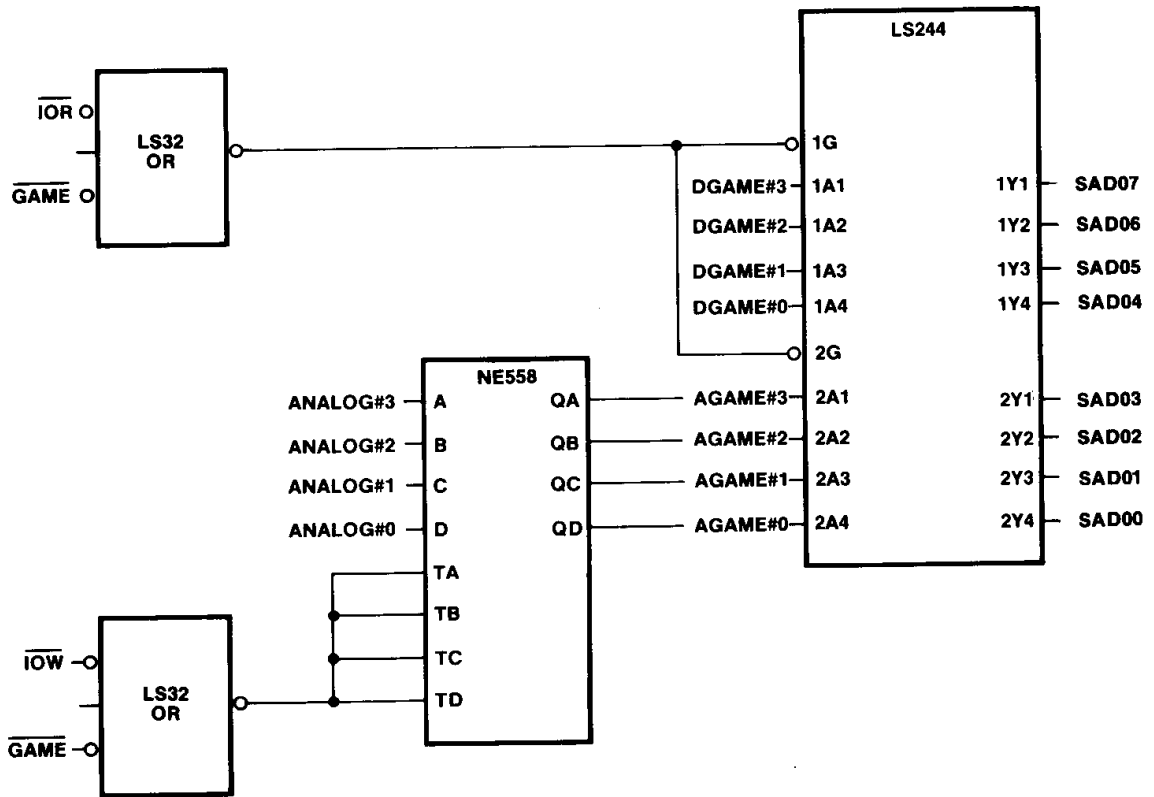 LS244
IOR
LS32
OR
GAME
1G
DGAME#3 1A1 1Y1 SAD07
DGAME#2 1A2 1Y2 SAD06
DGAME#1 1A3 1Y3 SAD05
DGAME#0 1A4 1Y4 SAD04
2G
NE558
ANALOG#3 A QA AGAME#3 2A1 2Y1 SAD03
ANALOG#2 B QB AGAME#2 2A2 2Y2 SAD02
ANALOG#1 C QC AGAME#1 2A3 2Y3 SAD01
ANALOG#0 D QD AGAME#0 2A4 2Y4 SAD00
TA
TB
TC
TD
IOW
LS32
OR
GAME